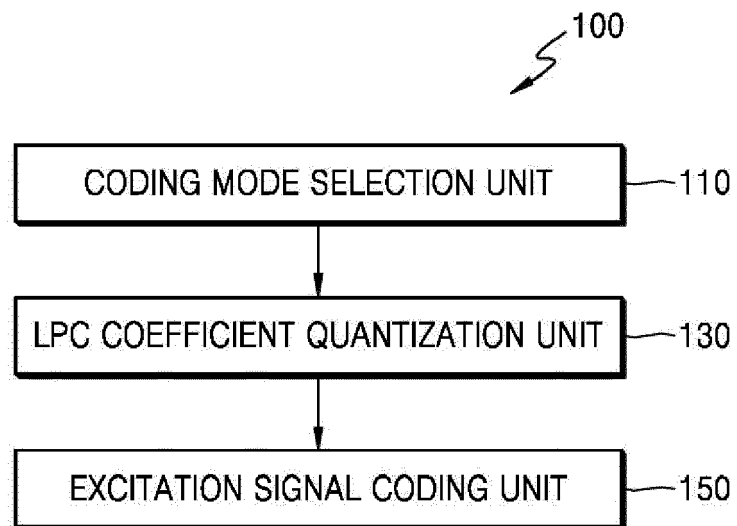 100
CODING MODE SELECTION UNIT 110
LPC COEFFICIENT QUANTIZATION UNIT 130
EXCITATION SIGNAL CODING UNIT 150